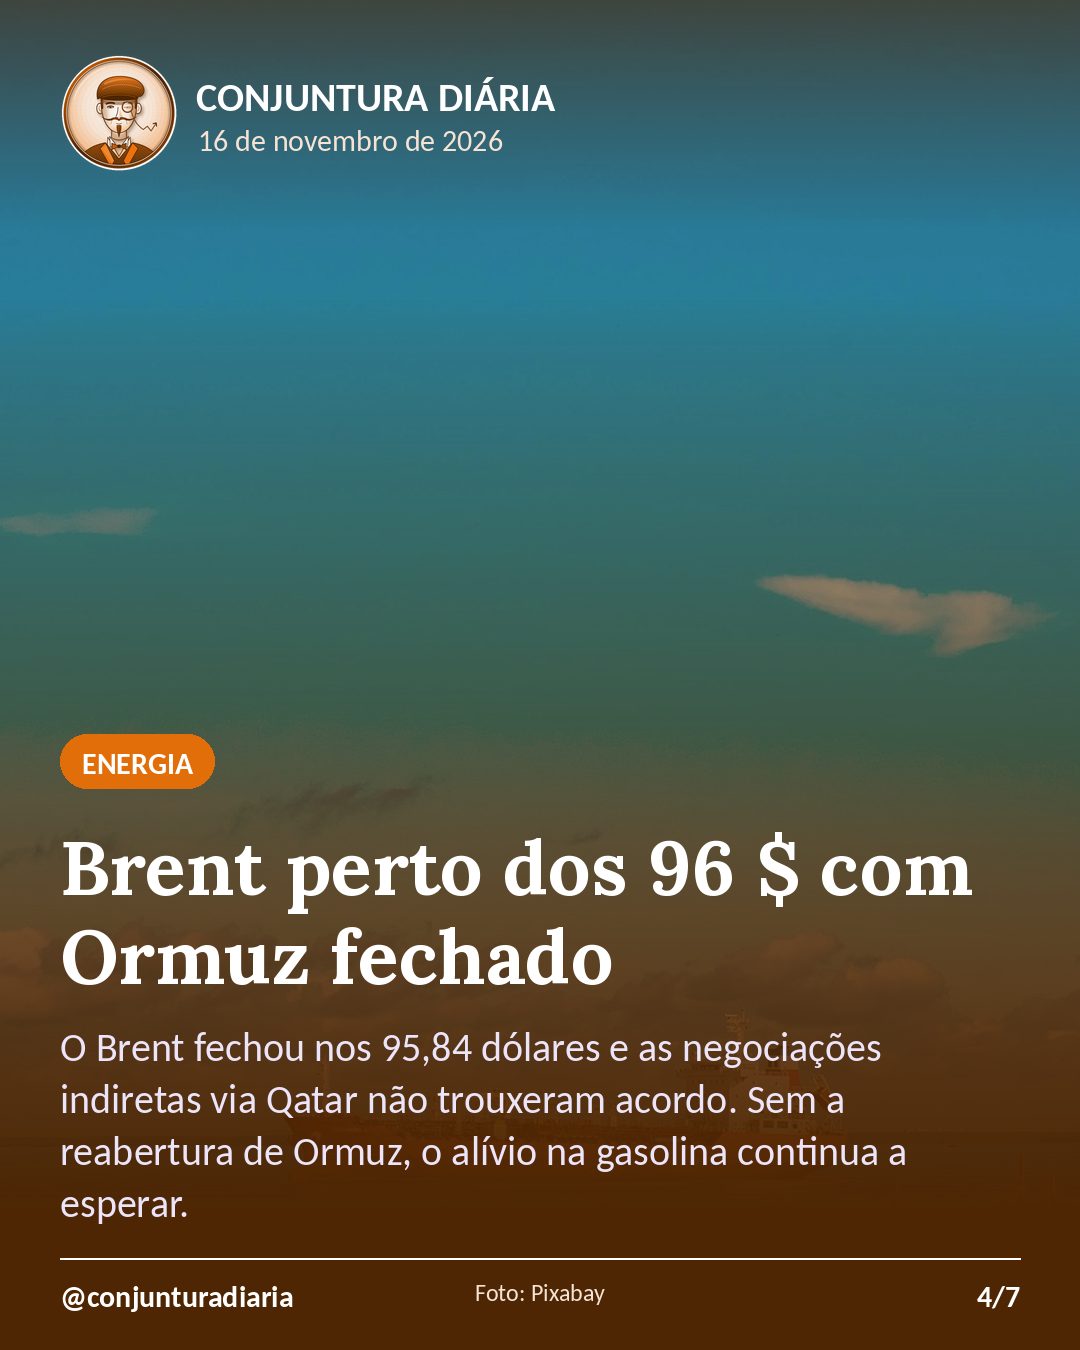 CONJUNTURA DIÁRIA
16 de novembro de 2026
ENERGIA
Brent perto dos 96 $ com
Ormuz fechado
O Brent fechou nos 95,84 dólares e as negociações
indiretas via Qatar não trouxeram acordo. Sem a
reabertura de Ormuz, o alívio na gasolina continua a
esperar.
@conjunturadiaria
Foto: Pixabay
4/7